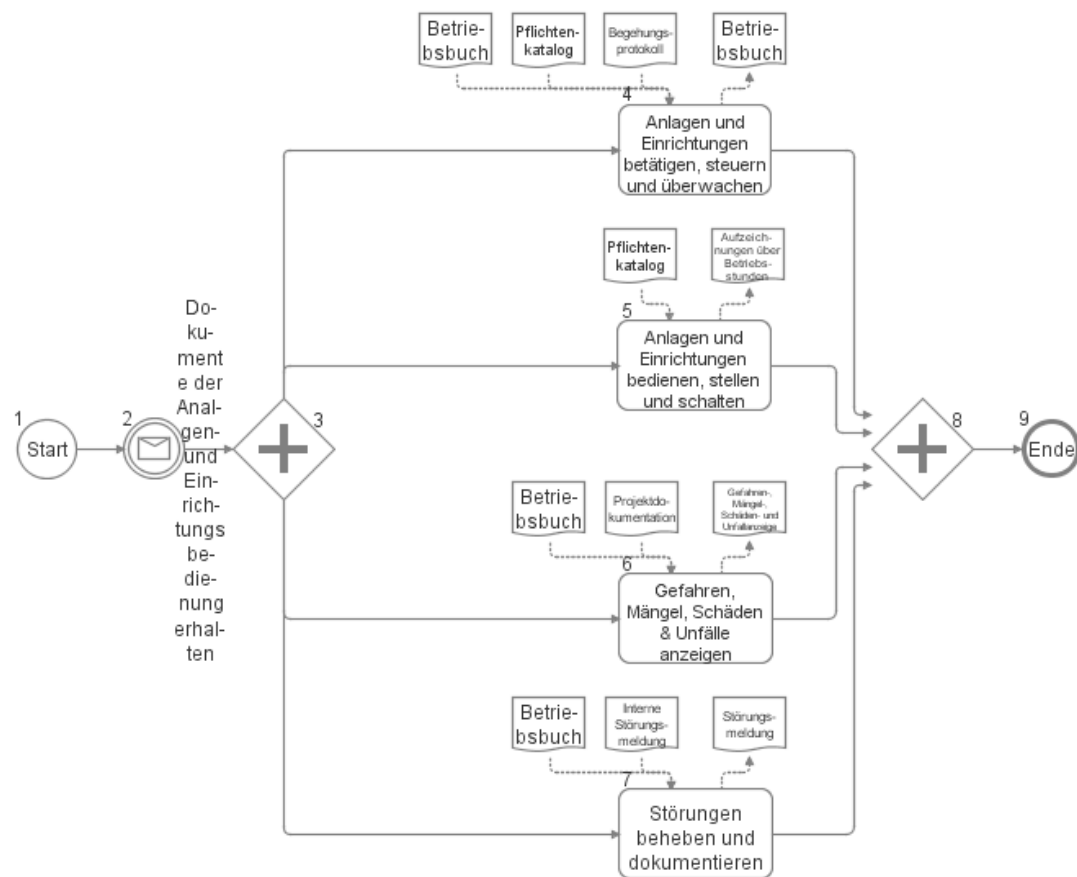 Betrie-
bsbuch
Pflichten-
katalog
Begehungs-
protokoll
Betrie-
bsbuch
4
Anlagen und
Einrichtungen
betätigen, steuern
und überwachen
Pflichten-
katalog
Aufzeich-
nungen über
Betriebs-
stunden
5
Anlagen und
Einrichtungen
bedienen, stellen
und schalten
1
Start
2
Do-
ku-
ment
e der
Anal-
gen-
und
Ein-
rich-
tungs
be-
die-
nung
erhal-
ten
3
8
9
Ende
Betrie-
bsbuch
Projektdo-
kumentation
Gefahren-,
Mängel-,
Schäden- und
Unfallanzeige
6
Gefahren,
Mängel, Schäden
& Unfälle
anzeigen
Betrie-
bsbuch
Interne
Störungs-
meldung
Störungs-
meldung
7
Störungen
beheben und
dokumentieren